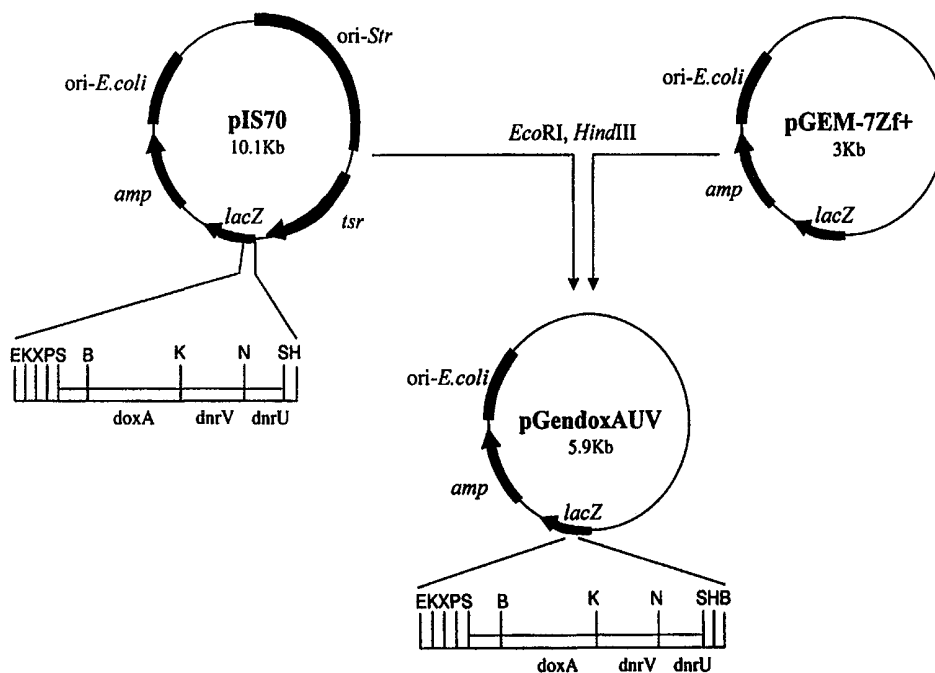 ori-Str
ori-E.coli
pIS70
10.1Kb
amp
lacZ
tsr
EcoRI, HindIII
ori-E.coli
pGEM-7Zf+
3Kb
amp
lacZ
EKXPS B K N SH
doxA dnrV dnrU
ori-E.coli
pGendoxAUV
5.9Kb
amp
lacZ
EKXPS B K N SHB
doxA dnrV dnrU